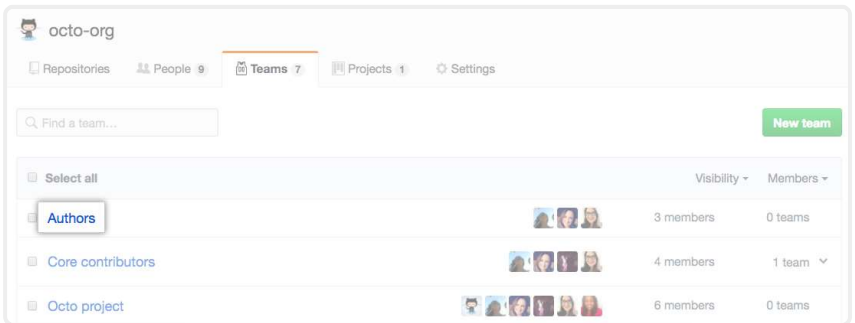 octo-org
Repositories People 9 Teams 7 Projects 1 Settings
Find a team... New team
Select all Visibility Members
Authors 3 members 0 teams
Core contributors 4 members 1 team
Octo project 6 members 0 teams